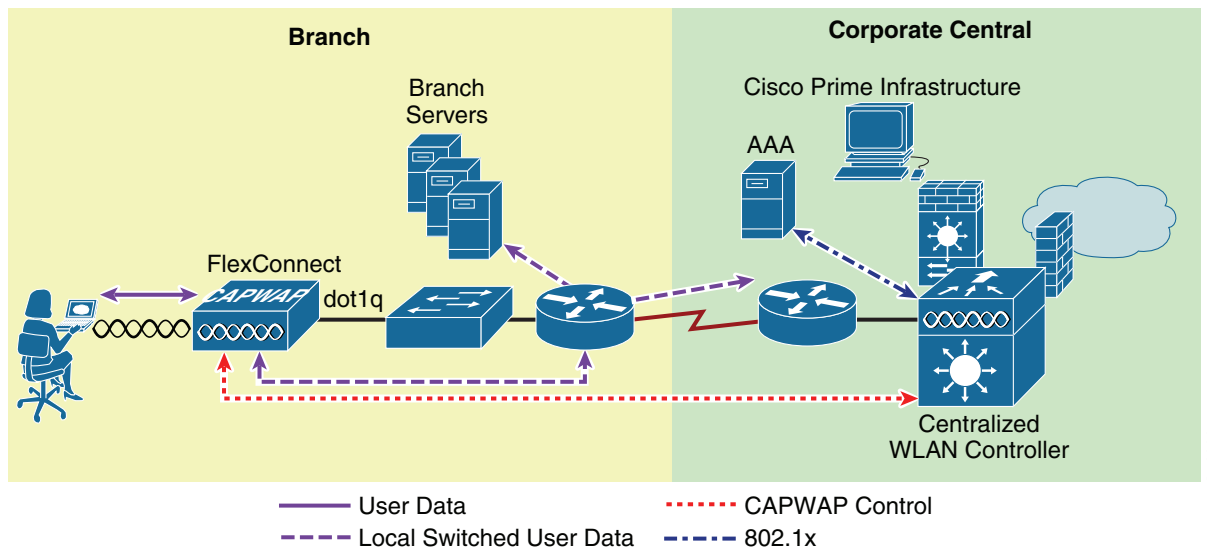 Branch
Corporate Central
Branch
Servers
Cisco Prime Infrastructure
AAA
FlexConnect
CAPWAP
dot1q
Centralized
WLAN Controller
User Data
CAPWAP Control
Local Switched User Data
802.1x